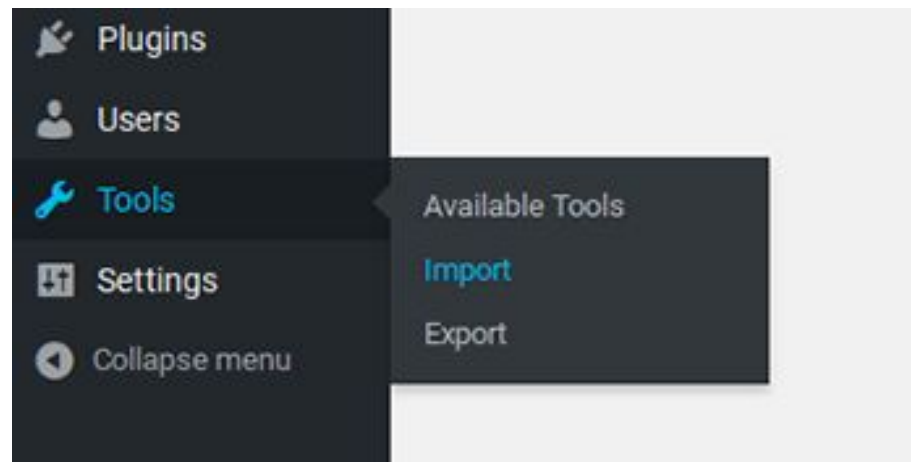 Plugins
Users
Tools
Available Tools
Import
Export
Settings
Collapse menu